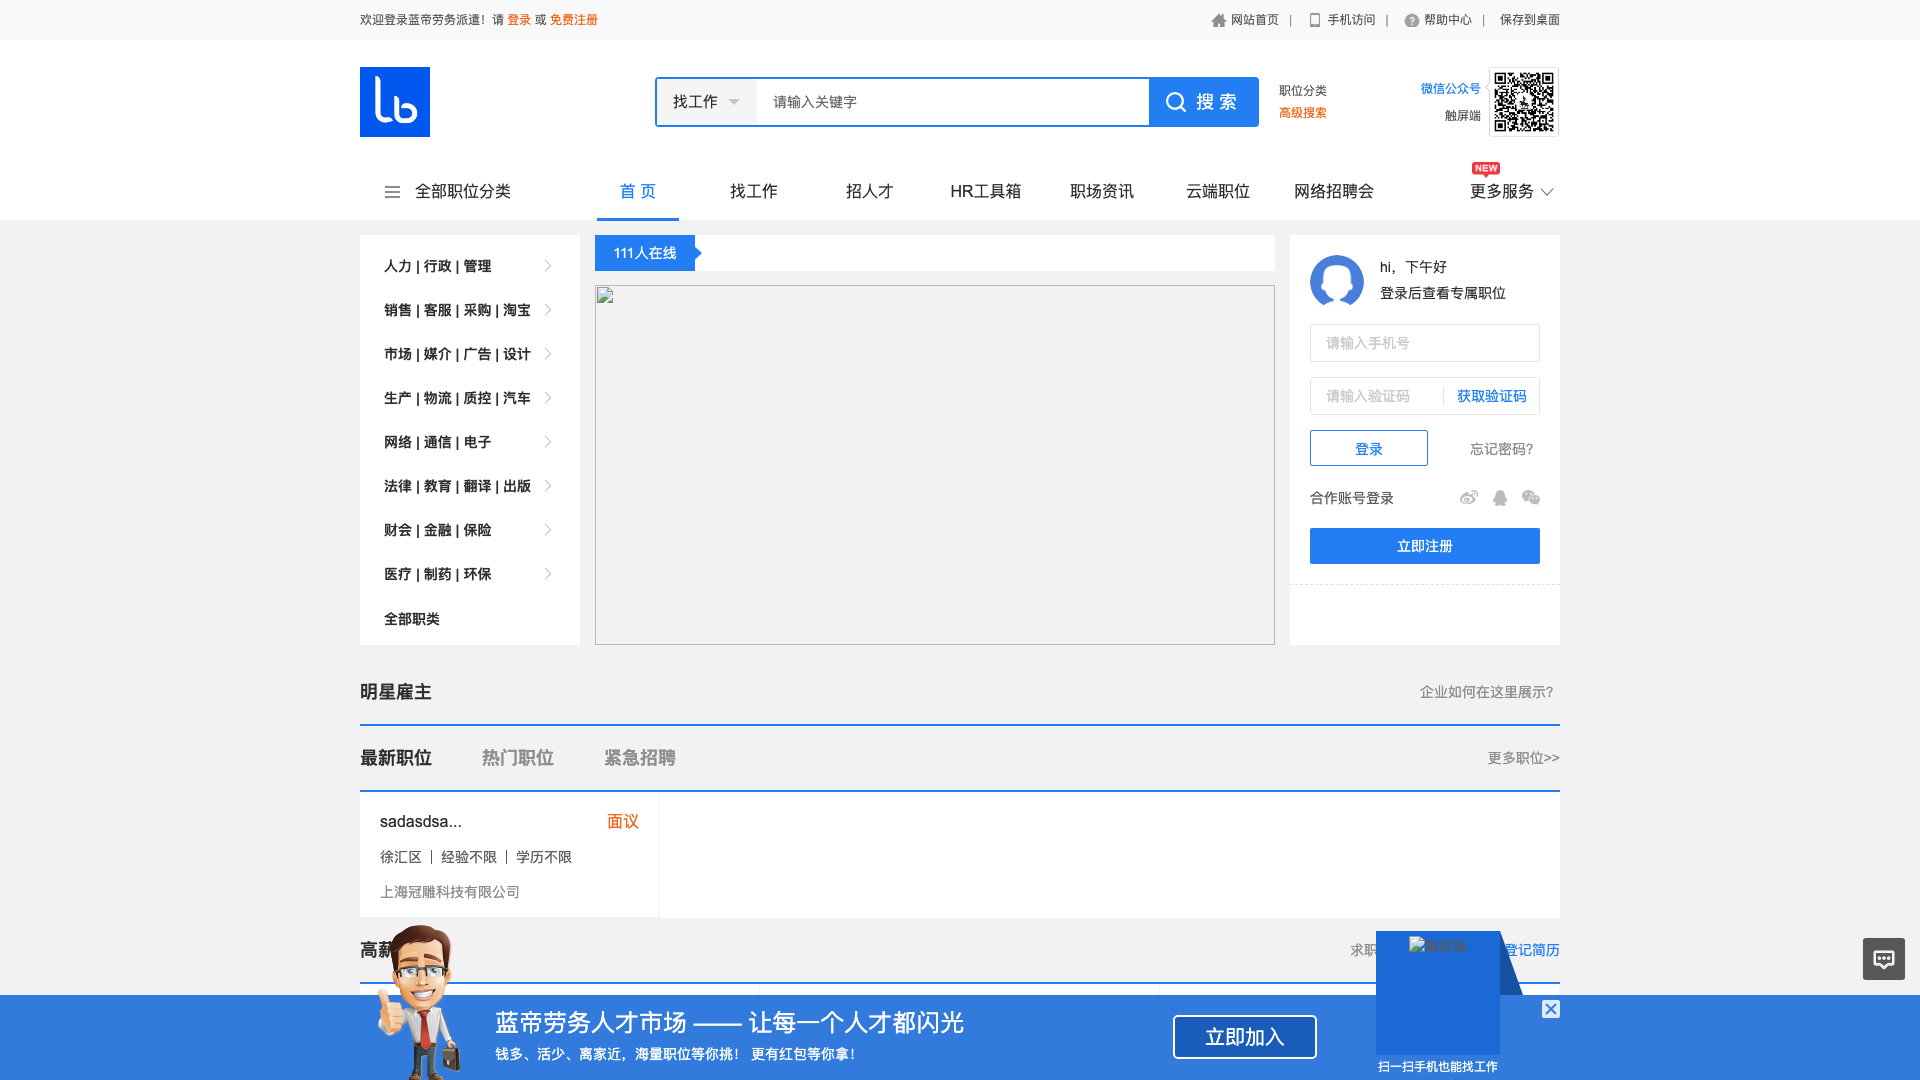 欢迎登录蓝帝劳务派遣！请 登录 或 免费注册
网站首页 | 手机访问 | 帮助中心 | 保存到桌面
lb
找工作
请输入关键字
搜 索
职位分类
高级搜索
微信公众号
触屏端
NEW
全部职位分类
首 页
找工作
招人才
HR工具箱
职场资讯
云端职位
网络招聘会
更多服务
人力 | 行政 | 管理
销售 | 客服 | 采购 | 淘宝
市场 | 媒介 | 广告 | 设计
生产 | 物流 | 质控 | 汽车
网络 | 通信 | 电子
法律 | 教育 | 翻译 | 出版
财会 | 金融 | 保险
医疗 | 制药 | 环保
全部职类
111人在线
hi，下午好
登录后查看专属职位
请输入手机号
请输入验证码
获取验证码
登录
忘记密码?
合作账号登录
立即注册
明星雇主
企业如何在这里展示?
最新职位
热门职位
紧急招聘
更多职位>>
sadasdsa...
面议
徐汇区 | 经验不限 | 学历不限
上海冠雕科技有限公司
高薪
求职
登记简历
蓝帝劳务人才市场 —— 让每一个人才都闪光
钱多、活少、离家近，海量职位等你挑！ 更有红包等你拿！
立即加入
扫一扫手机也能找工作